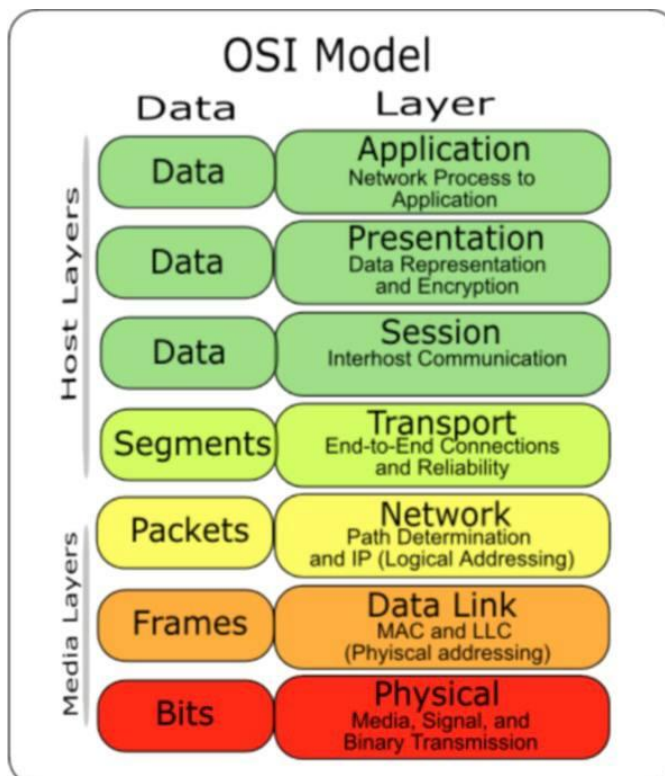 OSI Model
Data Layer
Host Layers
Data
Application
Network Process to
Application
Data
Presentation
Data Representation
and Encryption
Data
Session
Interhost Communication
Segments
Transport
End-to-End Connections
and Reliability
Media Layers
Packets
Network
Path Determination
and IP (Logical Addressing)
Frames
Data Link
MAC and LLC
(Phyiscal addressing)
Bits
Physical
Media, Signal, and
Binary Transmission